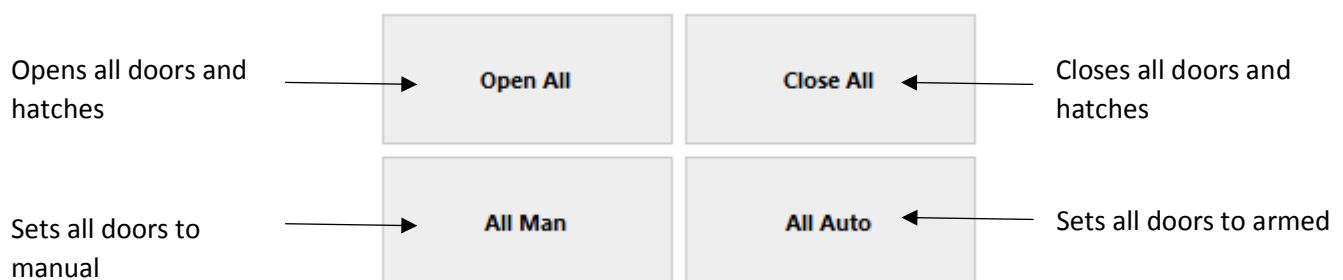 Opens all doors and
hatches
Open All
Close All
Closes all doors and
hatches
Sets all doors to
manual
All Man
All Auto
Sets all doors to armed